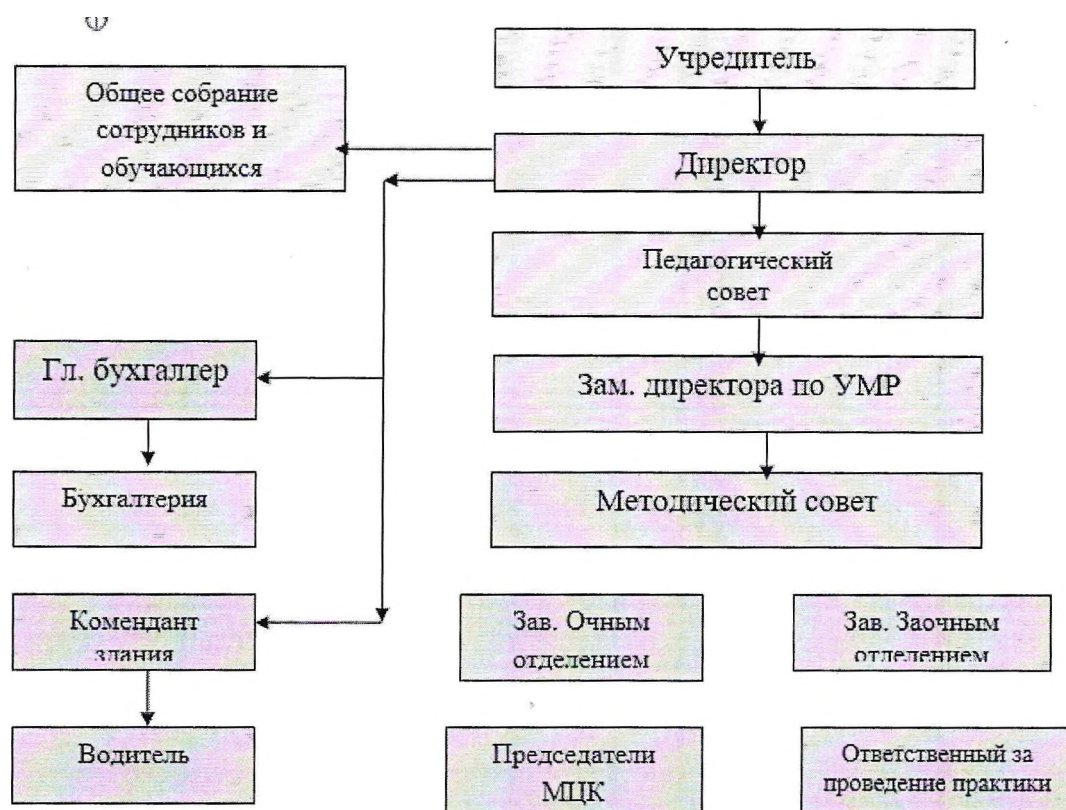 Учредитель
Общее собрание
сотрудников и
обучающихся
Директор
Педагогический
совет
Гл. бухгалтер
Зам. директора по УМР
Бухгалтерия
Методический совет
Комендант
здания
Зав. Очным
отделением
Зав. Заочным
отделением
Водитель
Председатели
МЦК
Ответственный за
проведение практики